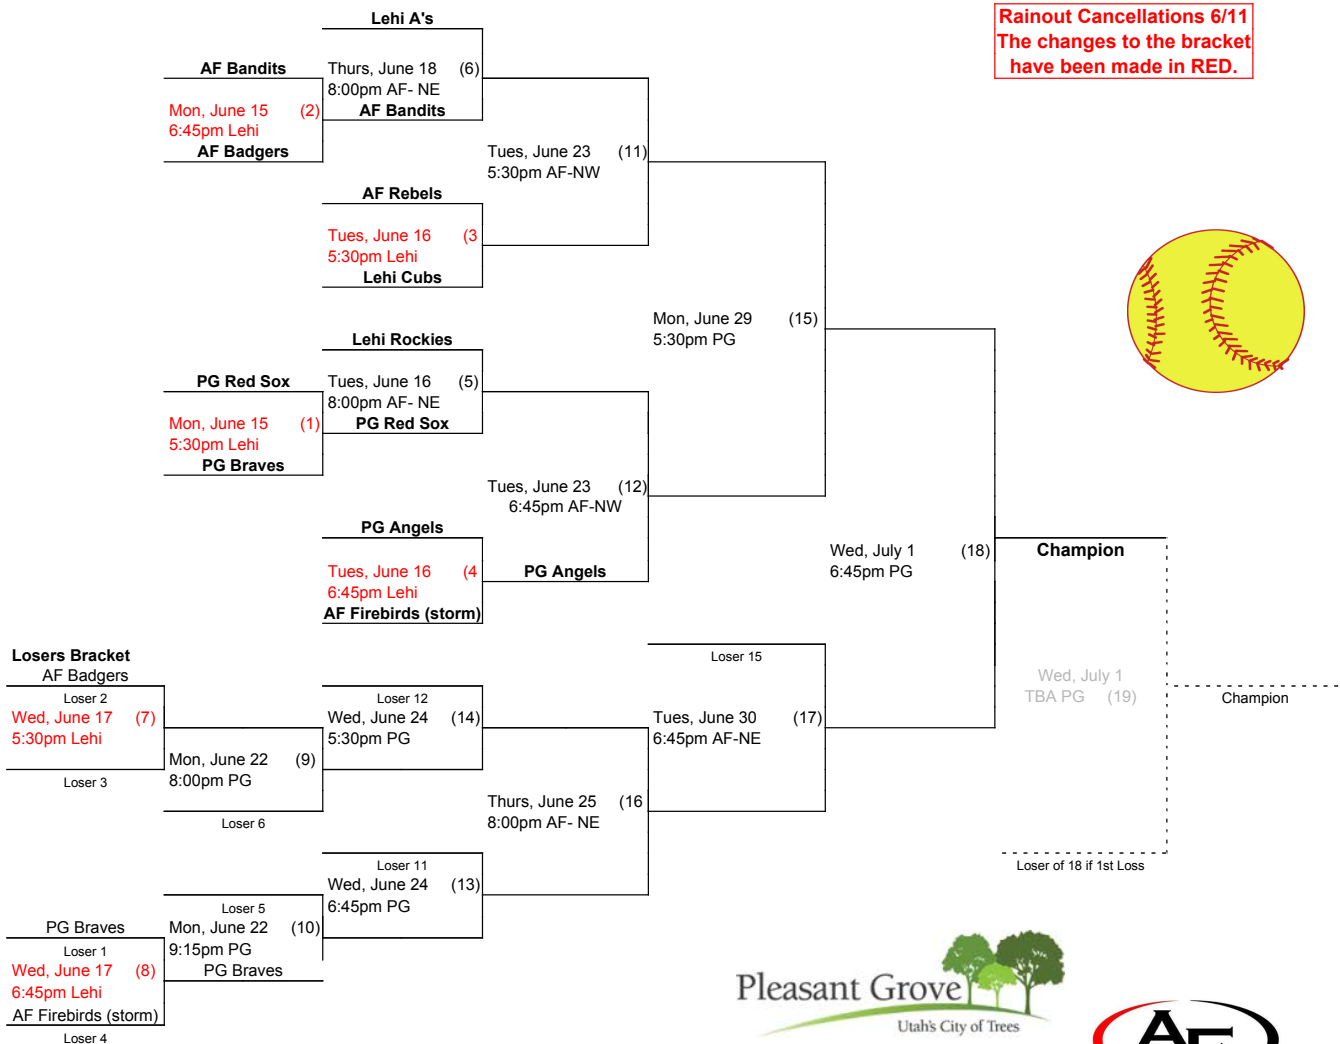 Lehi A's
Rainout Cancellations 6/11
The changes to the bracket
have been made in RED.
AF Bandits
Thurs, June 18 (6)
8:00pm AF- NE
AF Bandits
Mon, June 15 (2)
6:45pm Lehi
AF Badgers
Tues, June 23 (11)
5:30pm AF-NW
AF Rebels
Tues, June 16 (3
5:30pm Lehi
Lehi Cubs
Mon, June 29 (15)
5:30pm PG
Lehi Rockies
PG Red Sox
Tues, June 16 (5)
8:00pm AF- NE
PG Red Sox
Mon, June 15 (1)
5:30pm Lehi
PG Braves
Tues, June 23 (12)
6:45pm AF-NW
PG Angels
Tues, June 16 (4
6:45pm Lehi
AF Firebirds (storm)
PG Angels
Wed, July 1 (18)
6:45pm PG
Champion
Losers Bracket
AF Badgers
Loser 2
Wed, June 17 (7)
5:30pm Lehi
Loser 3
Mon, June 22 (9)
8:00pm PG
Loser 6
Loser 12
Wed, June 24 (14)
5:30pm PG
Loser 15
Tues, June 30 (17)
6:45pm AF-NE
Wed, July 1
TBA PG (19)
Champion
Thurs, June 25 (16
8:00pm AF- NE
Loser 11
Wed, June 24 (13)
6:45pm PG
Loser of 18 if 1st Loss
Loser 5
Mon, June 22 (10)
9:15pm PG
PG Braves
PG Braves
Loser 1
Wed, June 17 (8)
6:45pm Lehi
AF Firebirds (storm)
Loser 4
Pleasant Grove
Utah's City of Trees
AF